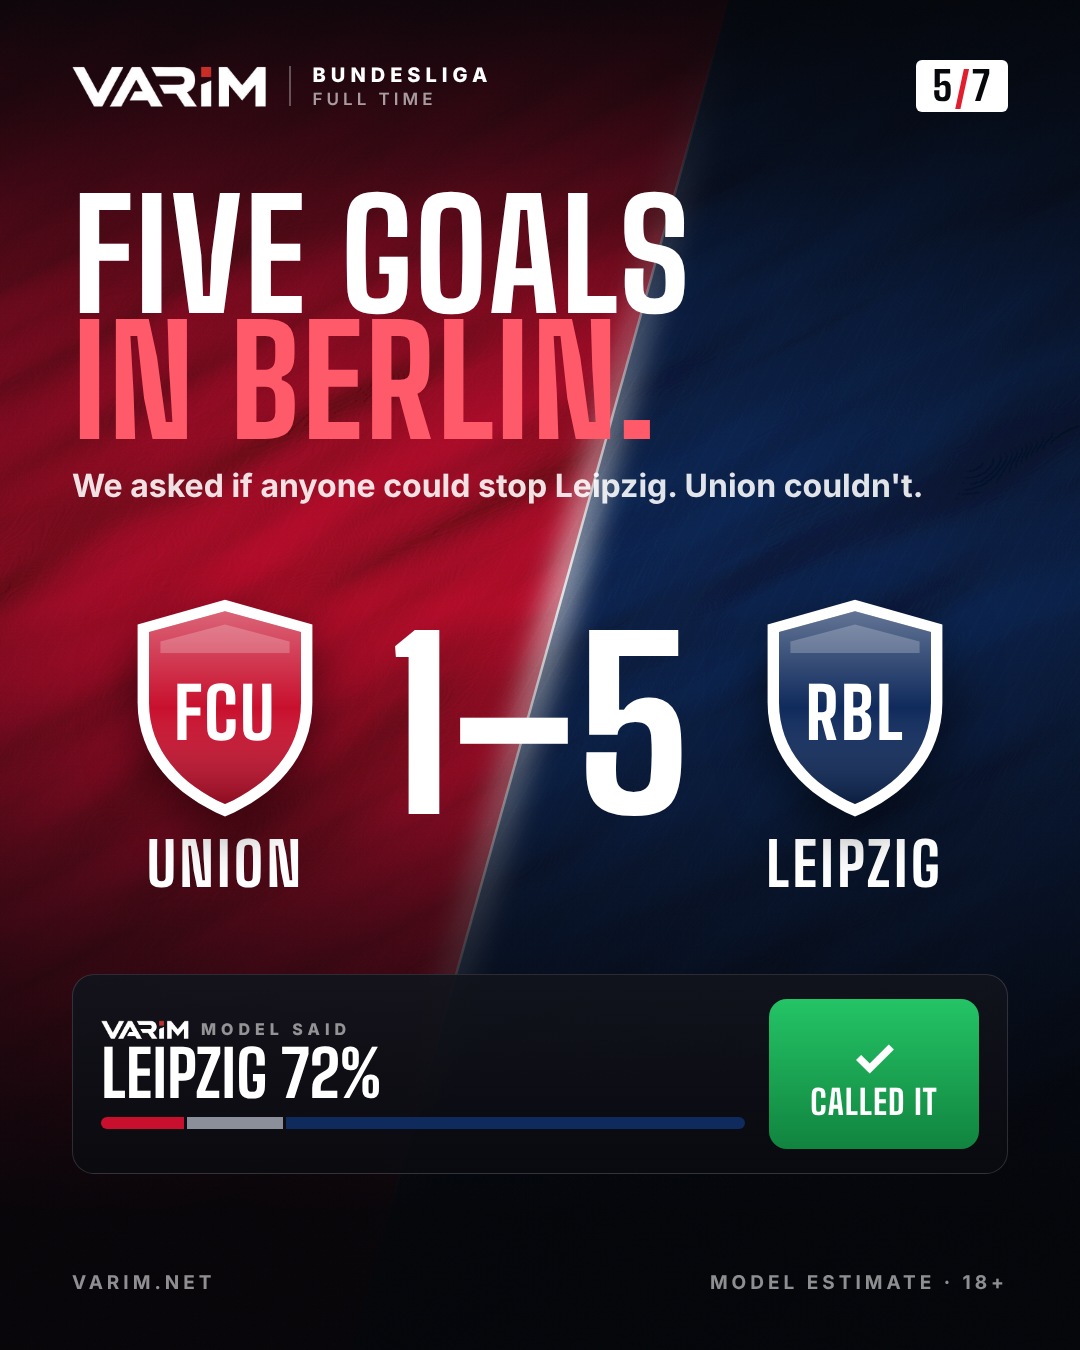 VARIM
BUNDESLIGA
FULL TIME
5/7
FIVE GOALS
IN BERLIN.
We asked if anyone could stop Leipzig. Union couldn't.
FCU
1–5
RBL
UNION
LEIPZIG
VARIM MODEL SAID
LEIPZIG 72%
CALLED IT
VARIM.NET
MODEL ESTIMATE · 18+